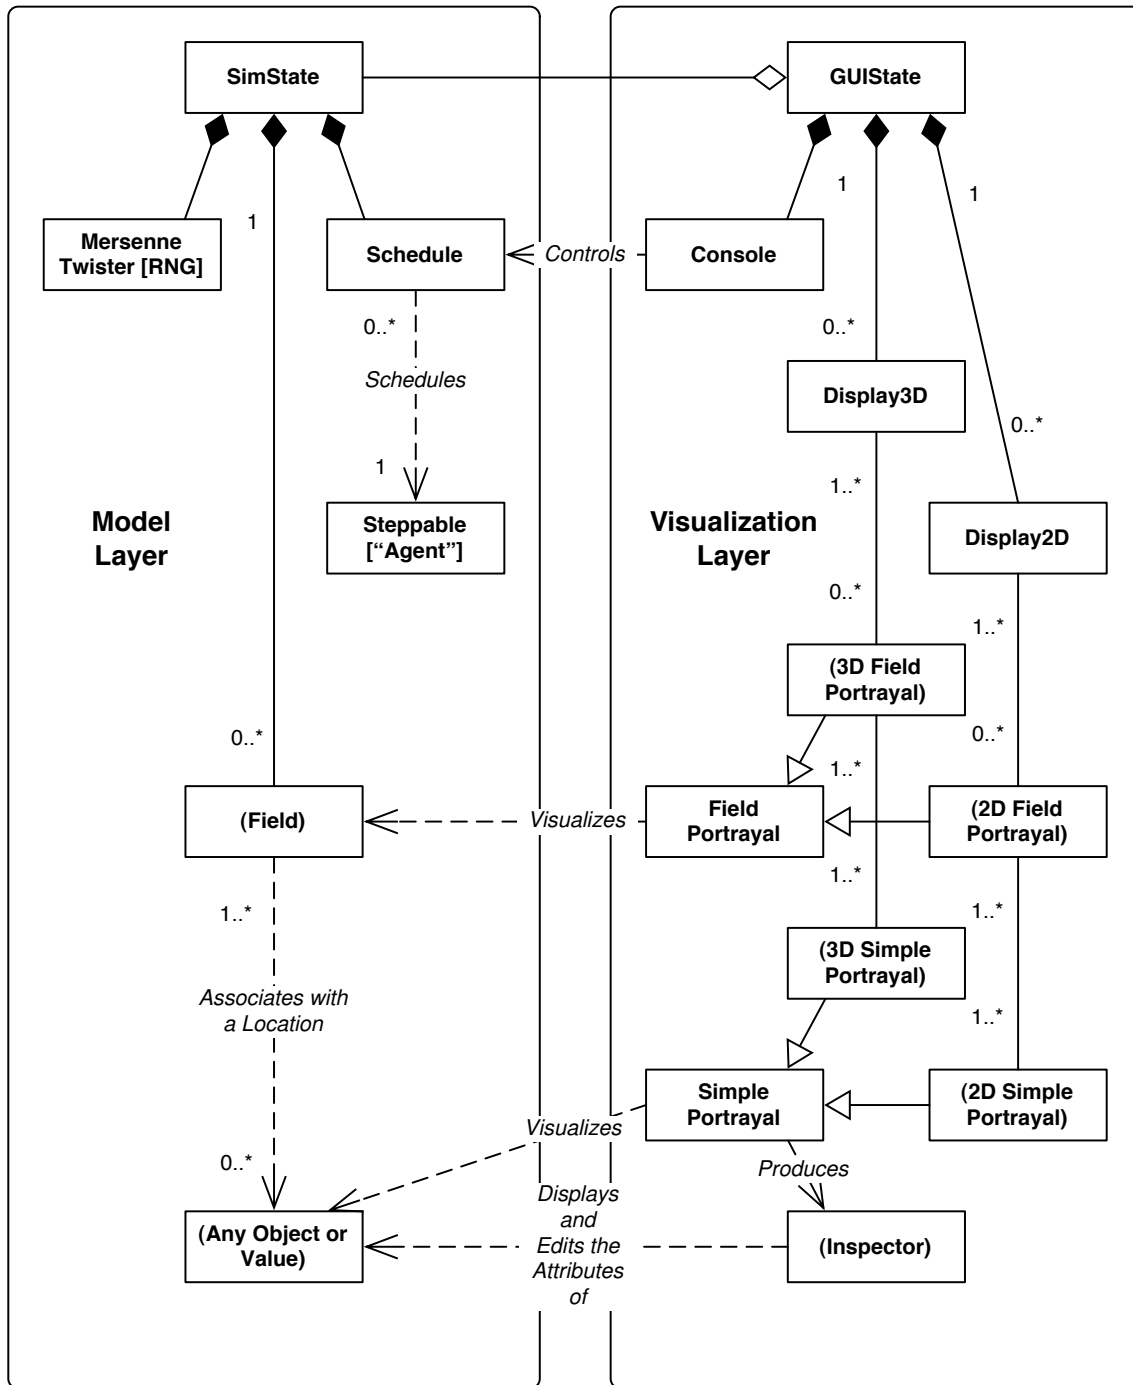 SimState
GUIState
1
1
1
Mersenne
Twister [RNG]
Schedule
Controls
Console
0..*
0..*
Schedules
Display3D
0..*
1
1..*
Model
Layer
Steppable
[“Agent”]
Visualization
Layer
Display2D
0..*
1..*
(3D Field
Portrayal)
0..*
0..*
1..*
(Field)
Visualizes
Field
Portrayal
(2D Field
Portrayal)
1..*
1..*
1..*
(3D Simple
Portrayal)
Associates with
a Location
1..*
Simple
Portrayal
(2D Simple
Portrayal)
Visualizes
0..*
Produces
Displays
and
Edits the
Attributes
of
(Any Object or
Value)
(Inspector)